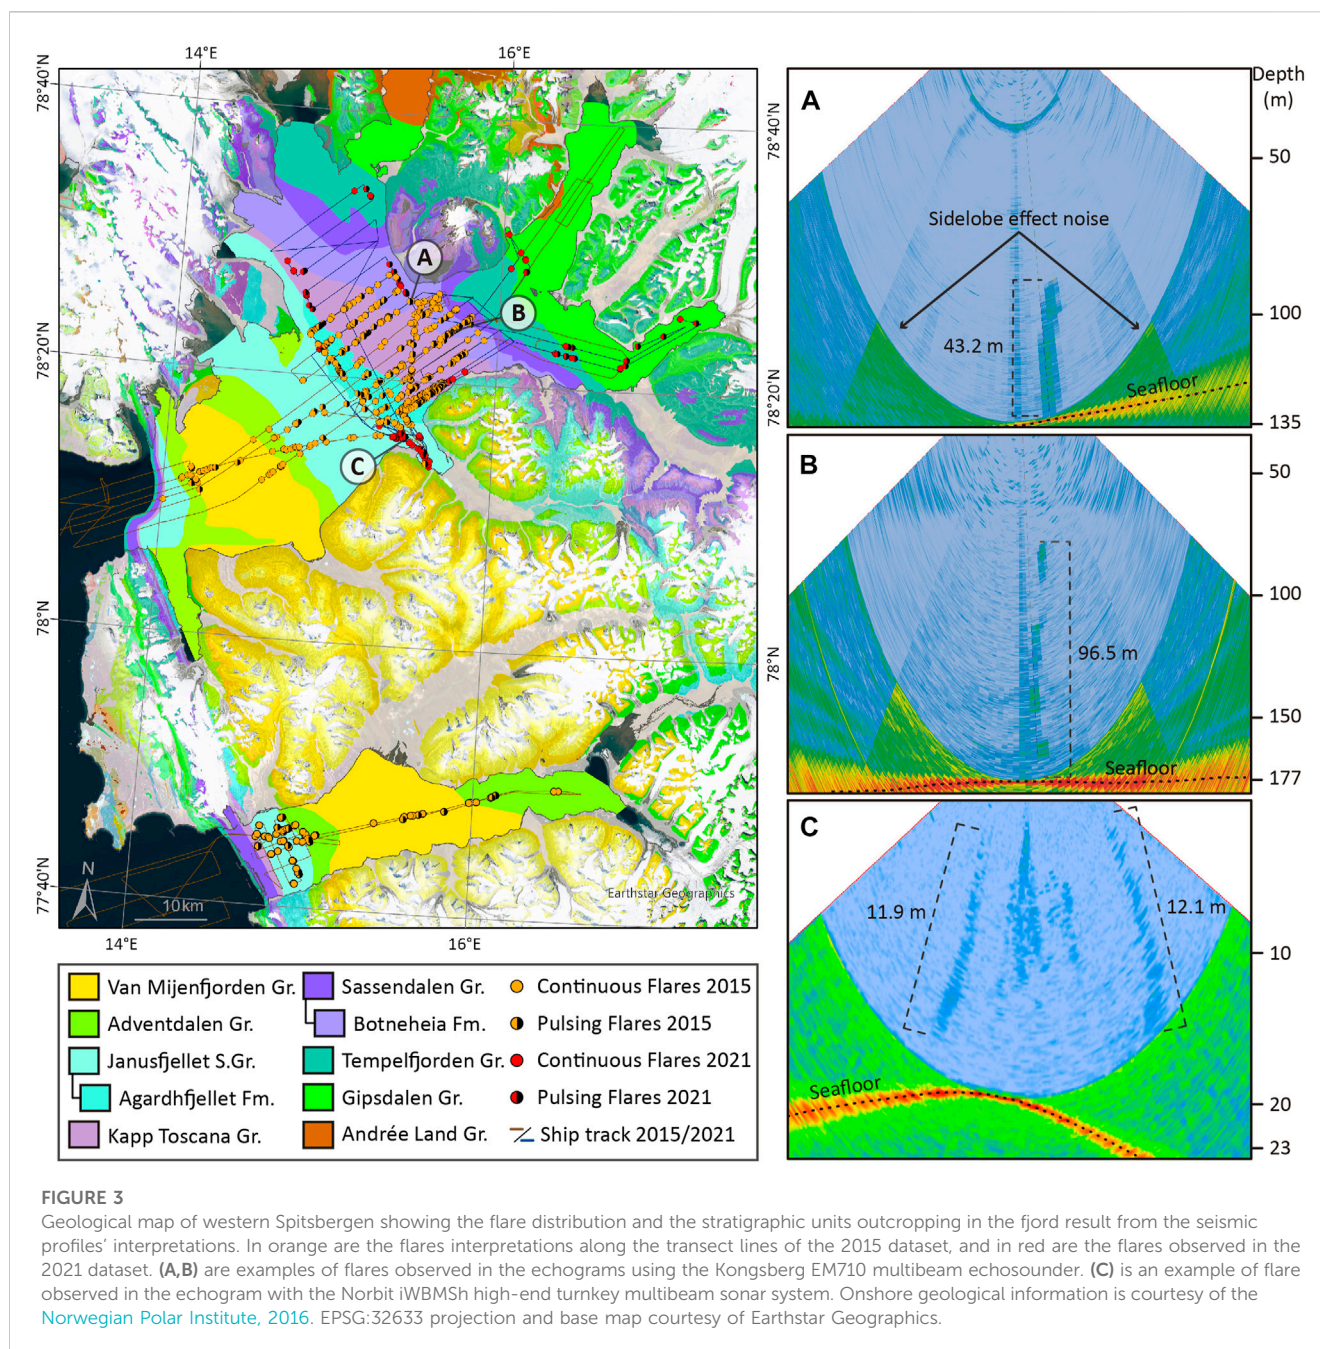 14°E
16°E
78°40'N
78°20'N
78°N
77°40'N
78°40'N
78°20'N
78°N
A
B
C
N
10km
Earthstar Geographics
14°E
16°E
Van Mijenfjorden Gr.
Adventdalen Gr.
Janusfjellet S.Gr.
Agardhfjellet Fm.
Kapp Toscana Gr.
Sassendalen Gr.
Botneheia Fm.
Tempelfjorden Gr.
Gipsdalen Gr.
Andrée Land Gr.
Continuous Flares 2015
Pulsing Flares 2015
Continuous Flares 2021
Pulsing Flares 2021
Ship track 2015/2021
Depth
(m)
A
Sidelobe effect noise
43.2 m
Seafloor
50
100
135
B
96.5 m
Seafloor
50
100
150
177
C
11.9 m
12.1 m
Seafloor
10
20
23
FIGURE 3
Geological map of western Spitsbergen showing the flare distribution and the stratigraphic units outcropping in the fjord result from the seismic
profiles' interpretations. In orange are the flares interpretations along the transect lines of the 2015 dataset, and in red are the flares observed in the
2021 dataset. (A,B) are examples of flares observed in the echograms using the Kongsberg EM710 multibeam echosounder. (C) is an example of flare
observed in the echogram with the Norbit iWBMSh high-end turnkey multibeam sonar system. Onshore geological information is courtesy of the
Norwegian Polar Institute, 2016. EPSG:32633 projection and base map courtesy of Earthstar Geographics.